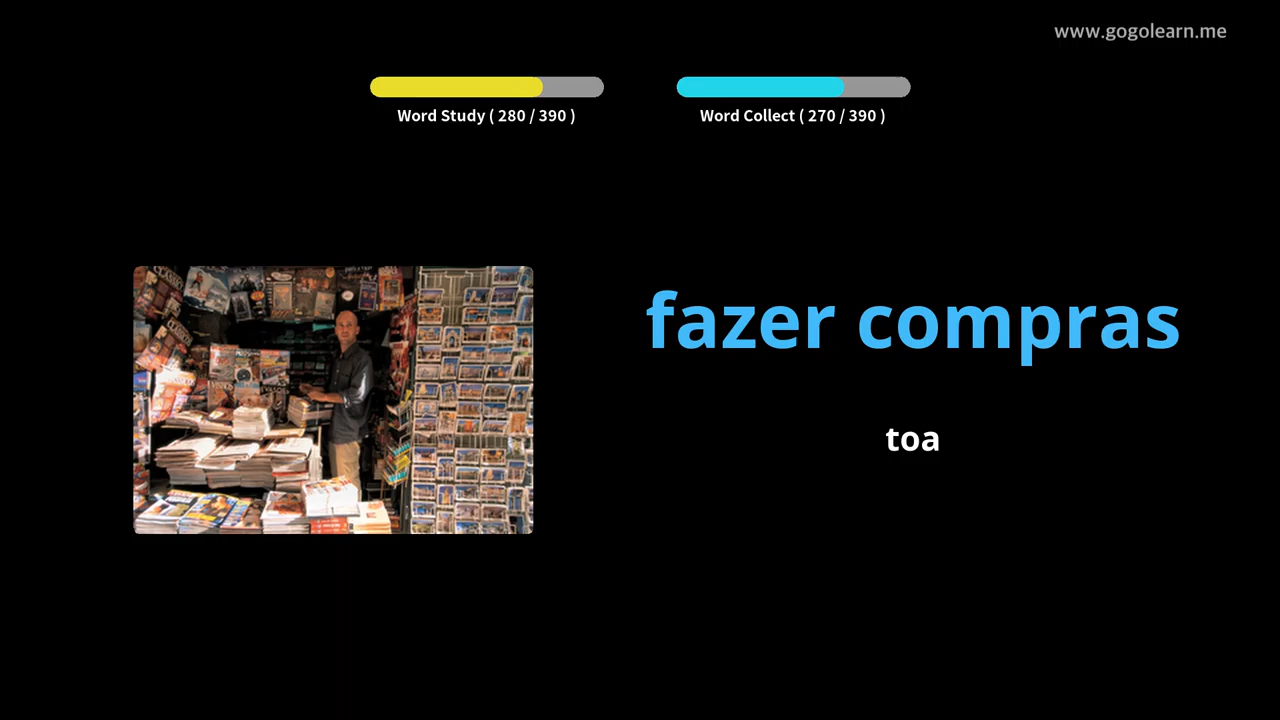 www.gogolearn.me
Word Study ( 280 / 390 )
Word Collect ( 270 / 390 )
fazer compras
toa